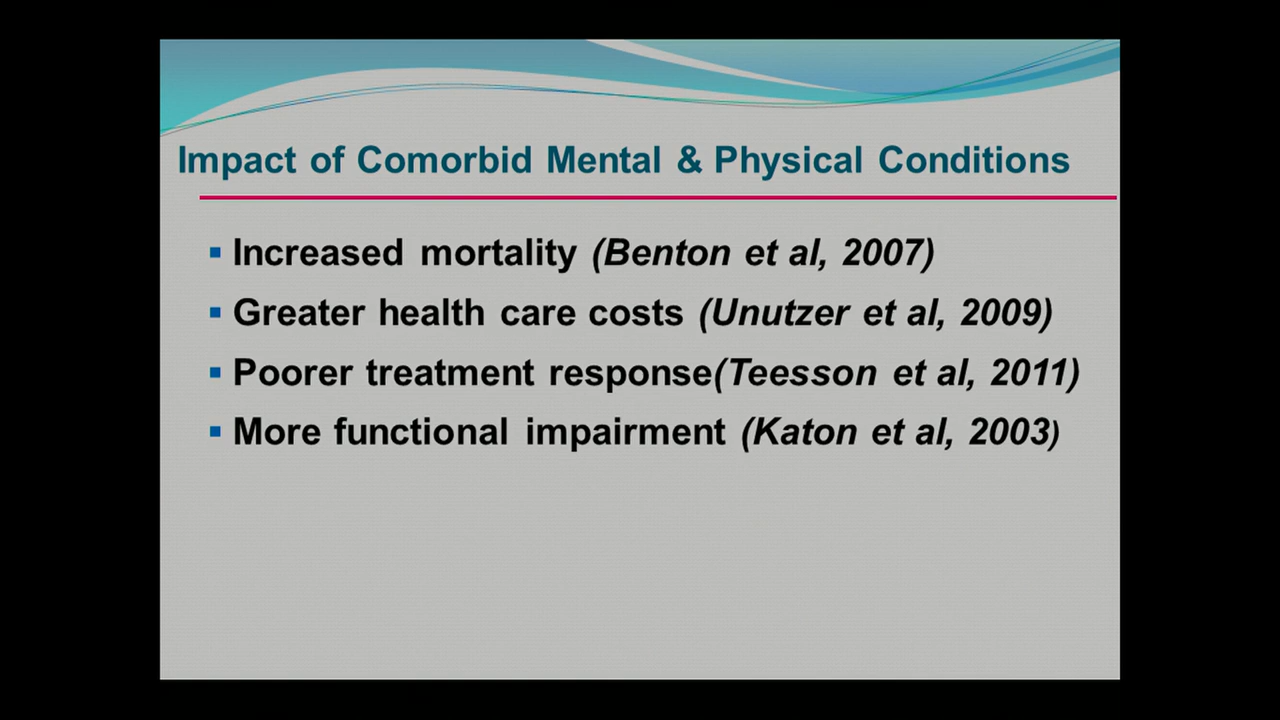 Impact of Comorbid Mental & Physical Conditions
▪ Increased mortality (Benton et al, 2007)
▪ Greater health care costs (Unutzer et al, 2009)
▪ Poorer treatment response(Teesson et al, 2011)
▪ More functional impairment (Katon et al, 2003)